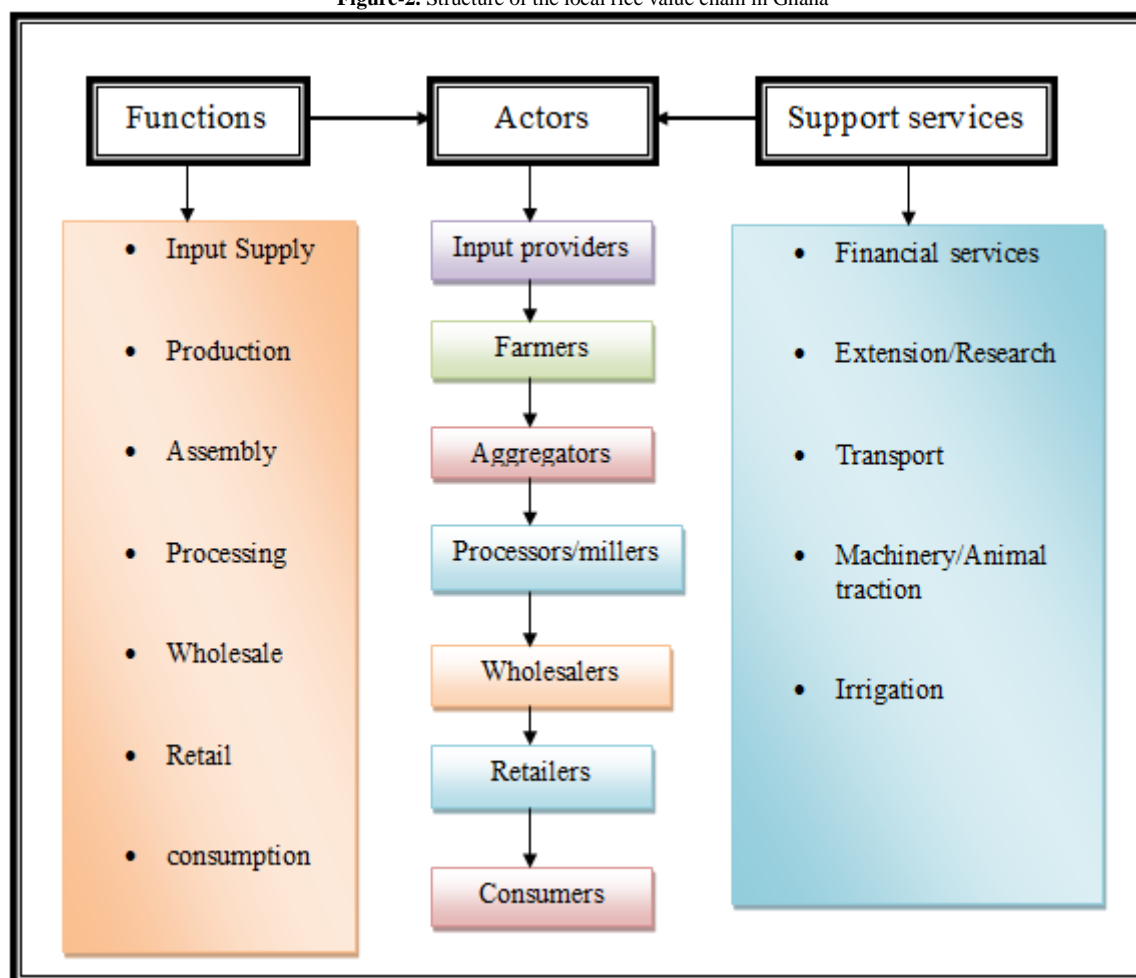 Figure-2. Structure of the local rice value chain in Ghana
Functions
Actors
Support services
• Input Supply
• Production
• Assembly
• Processing
• Wholesale
• Retail
• consumption
Input providers
Farmers
Aggregators
Processors/millers
Wholesalers
Retailers
Consumers
• Financial services
• Extension/Research
• Transport
• Machinery/Animal
traction
• Irrigation